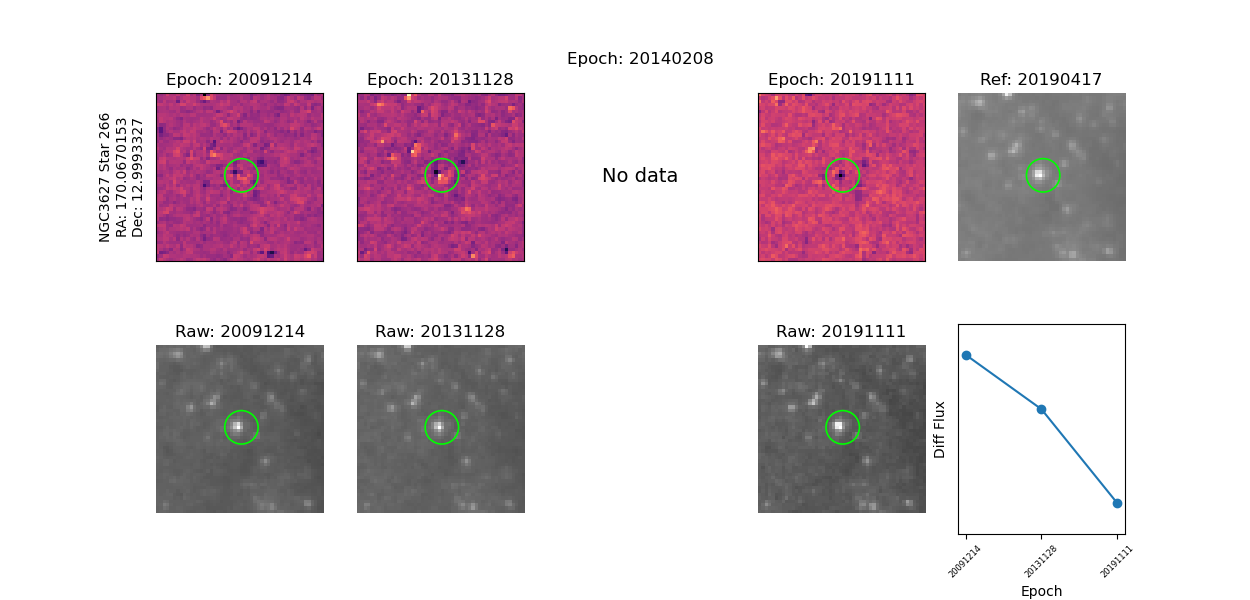 Epoch: 20140208
Epoch: 20091214
Epoch: 20131128
Epoch: 20191111
Ref: 20190417
NGC3627 Star 266
RA: 170.0670153
Dec: 12.9993327
No data
Raw: 20091214
Raw: 20131128
Raw: 20191111
Diff Flux
20091214
20131128
20191111
Epoch